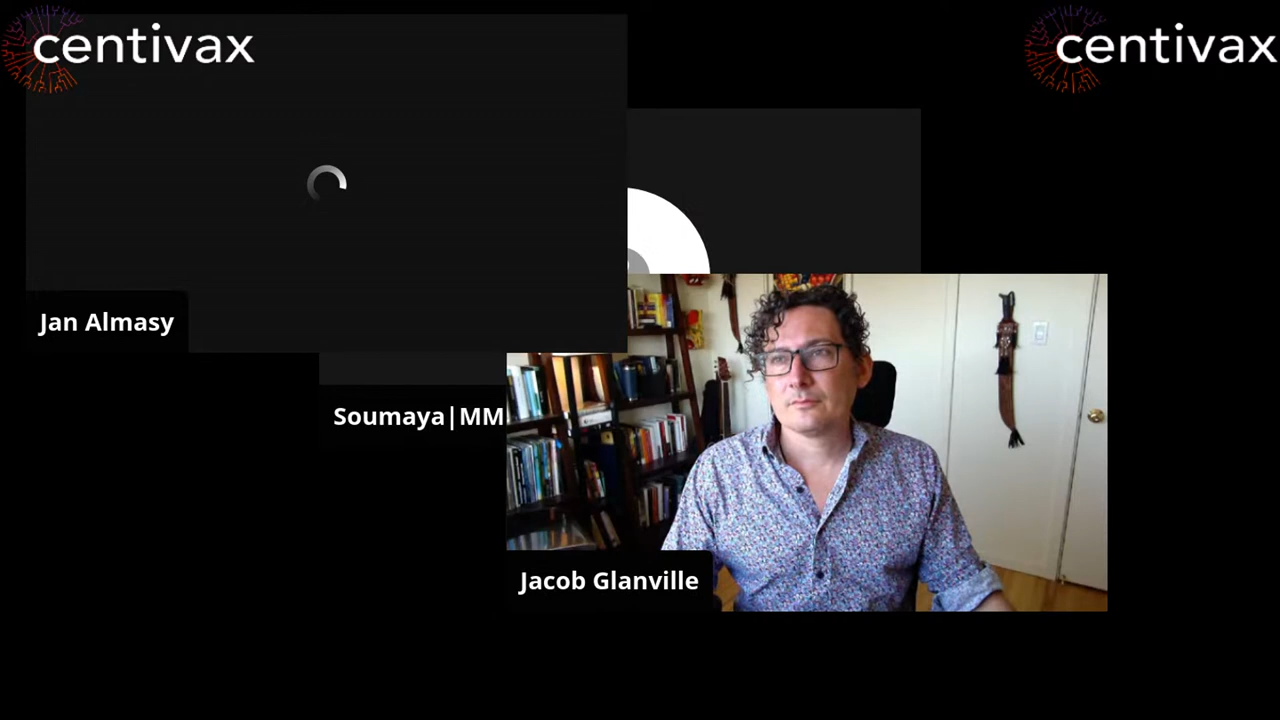 centivax
centivax
Jan Almasy
Soumaya|MM
Jacob Glanville